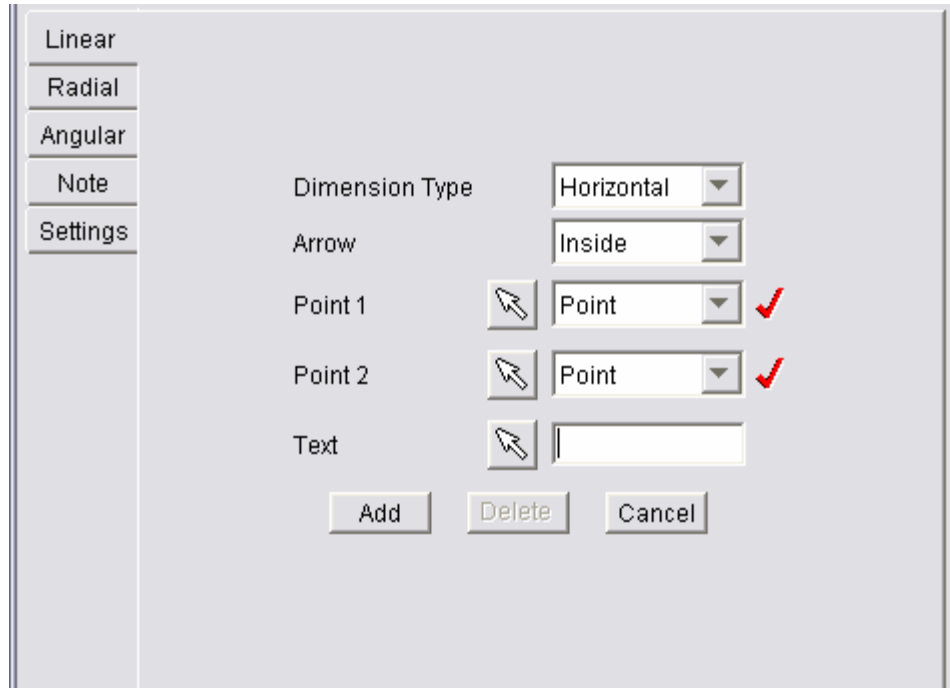 Linear
Radial
Angular
Note
Settings
Dimension Type Horizontal
Arrow Inside
Point 1 Point
Point 2 Point
Text
Add Delete Cancel